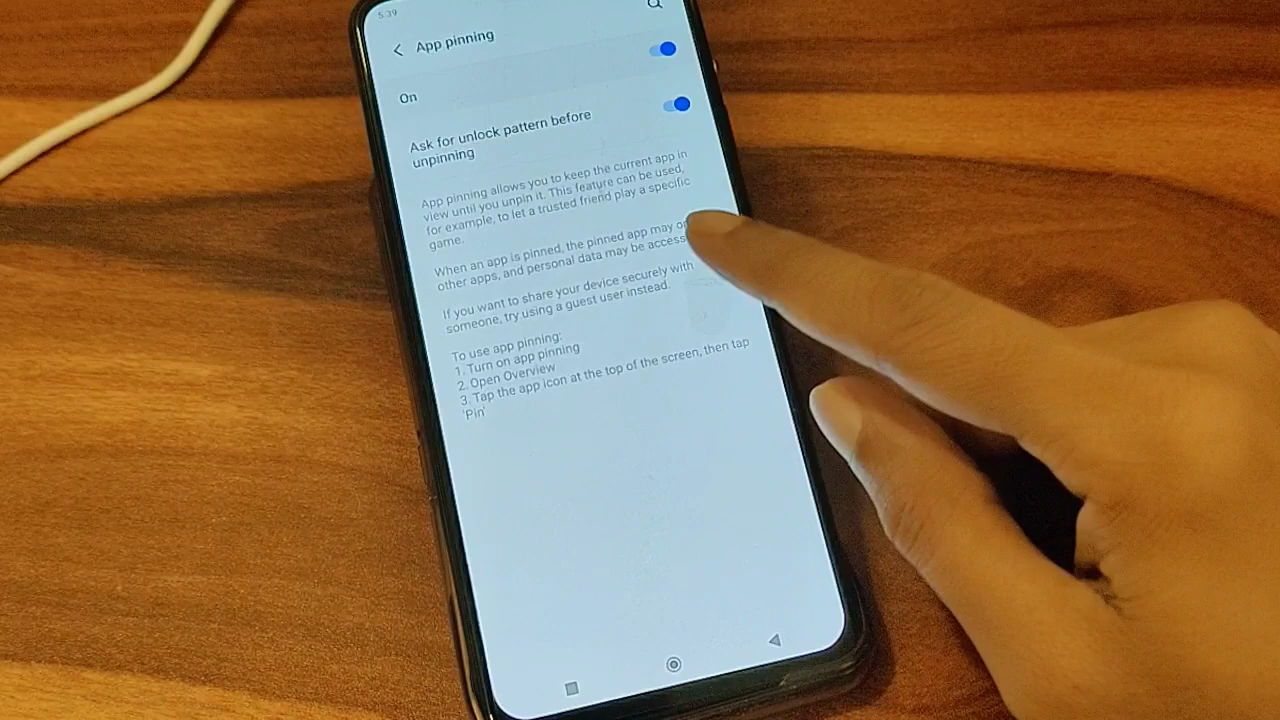 5:39
App pinning
On
Ask for unlock pattern before
unpinning
App pinning allows you to keep the current app in
view until you unpin it. This feature can be used,
for example, to let a trusted friend play a specific
game.
When an app is pinned, the pinned app may
other apps, and personal data may be
If you want to share your device securely with
someone, try using a guest user instead.
To use app pinning:
1. Turn on app pinning
2. Open Overview
3. Tap the app icon at the top of the screen, then tap
'Pin'